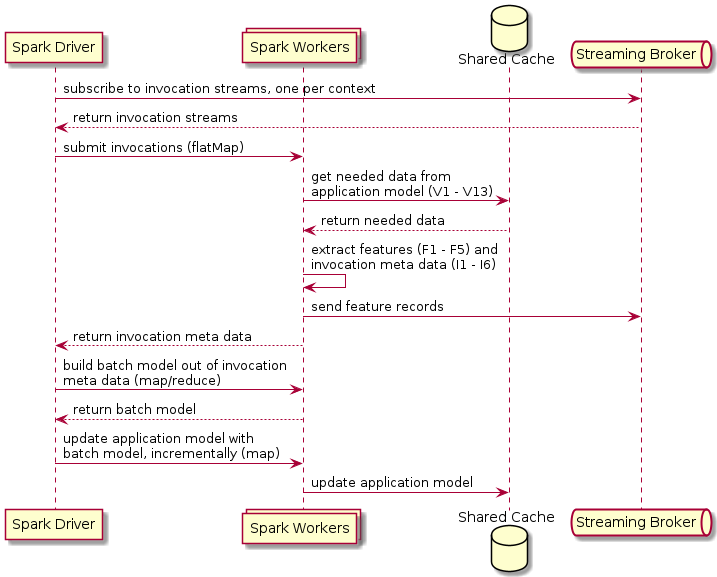 Spark Driver
Spark Workers
Shared Cache
Streaming Broker
subscribe to invocation streams, one per context
return invocation streams
submit invocations (flatMap)
get needed data from
application model (V1 - V13)
return needed data
extract features (F1 - F5) and
invocation meta data (I1 - I6)
send feature records
return invocation meta data
build batch model out of invocation
meta data (map/reduce)
return batch model
update application model with
batch model, incrementally (map)
update application model
Spark Driver
Spark Workers
Shared Cache
Streaming Broker